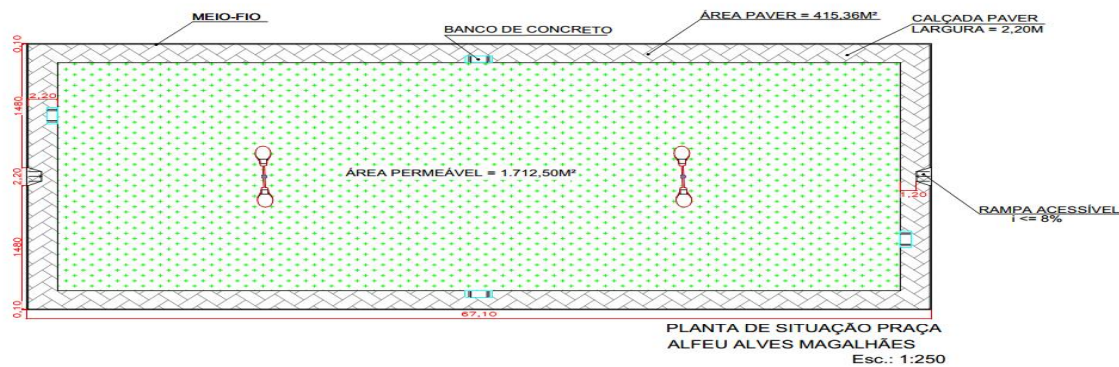 MEIO-FIO
ÁREA PAVER = 415,36M²
CALÇADA PAVER
LARGURA = 2,20M
BANCO DE CONCRETO
0,10
2,20
1480
2,20
1480
0,10
ÁREA PERMEÁVEL = 1.712,50M²
1,20
RAMPA ACESSÍVEL
i <= 8%
67,10
PLANTA DE SITUAÇÃO PRAÇA
ALFEU ALVES MAGALHÃES
Esc.: 1:250